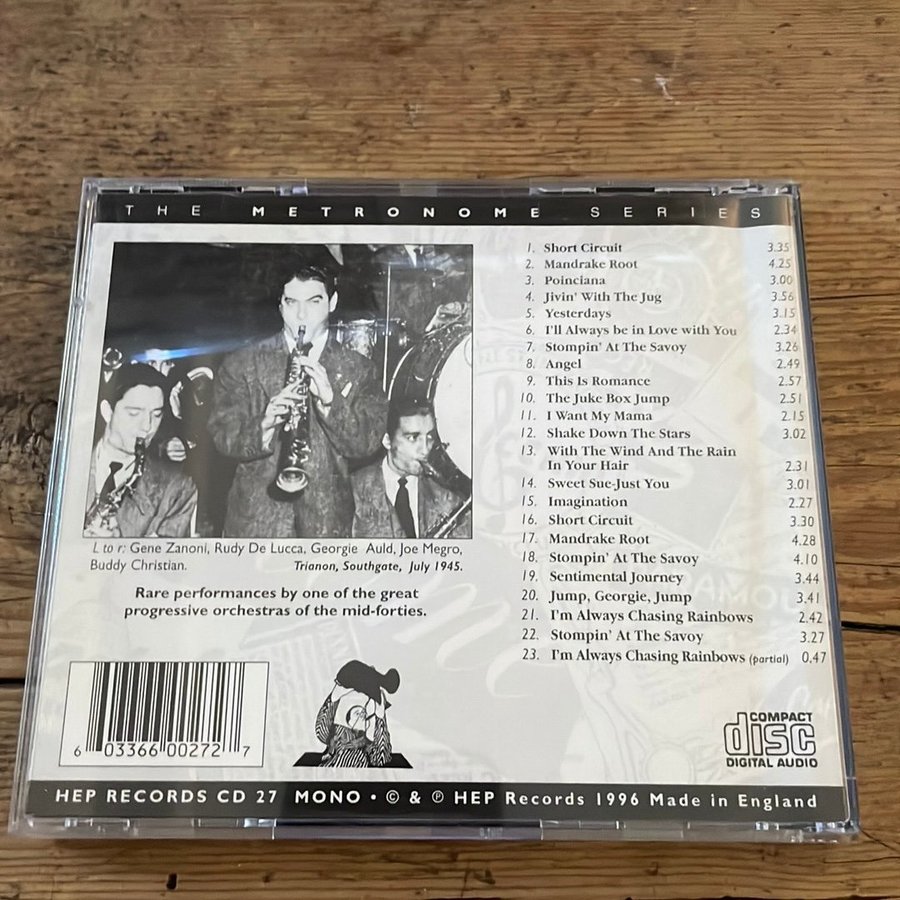 THE METRONOME SERIES
1. Short Circuit 3.35
2. Mandrake Root 4.25
3. Poinciana 3.00
4. Jivin' With The Jug 3.56
5. Yesterdays 3.15
6. I'll Always be in Love with You 2.34
7. Stompin' At The Savoy 3.26
8. Angel 2.49
9. This Is Romance 2.57
10. The Juke Box Jump 2.51
11. I Want My Mama 2.15
12. Shake Down The Stars 3.02
13. With The Wind And The Rain
In Your Hair 2.31
14. Sweet Sue-Just You 3.01
15. Imagination 2.27
16. Short Circuit 3.30
17. Mandrake Root 4.28
18. Stompin' At The Savoy 4.10
19. Sentimental Journey 3.44
20. Jump, Georgie, Jump 3.41
21. I'm Always Chasing Rainbows 2.42
22. Stompin' At The Savoy 3.27
23. I'm Always Chasing Rainbows (partial) 0.47
L to r: Gene Zanoni, Rudy De Lucca, Georgie Auld, Joe Megro,
Buddy Christian. Trianon, Southgate, July 1945.
Rare performances by one of the great
progressive orchestras of the mid-forties.
6 03366 00272 7
COMPACT
disc
DIGITAL AUDIO
HEP RECORDS CD 27 MONO • © & ℗ HEP Records 1996 Made in England